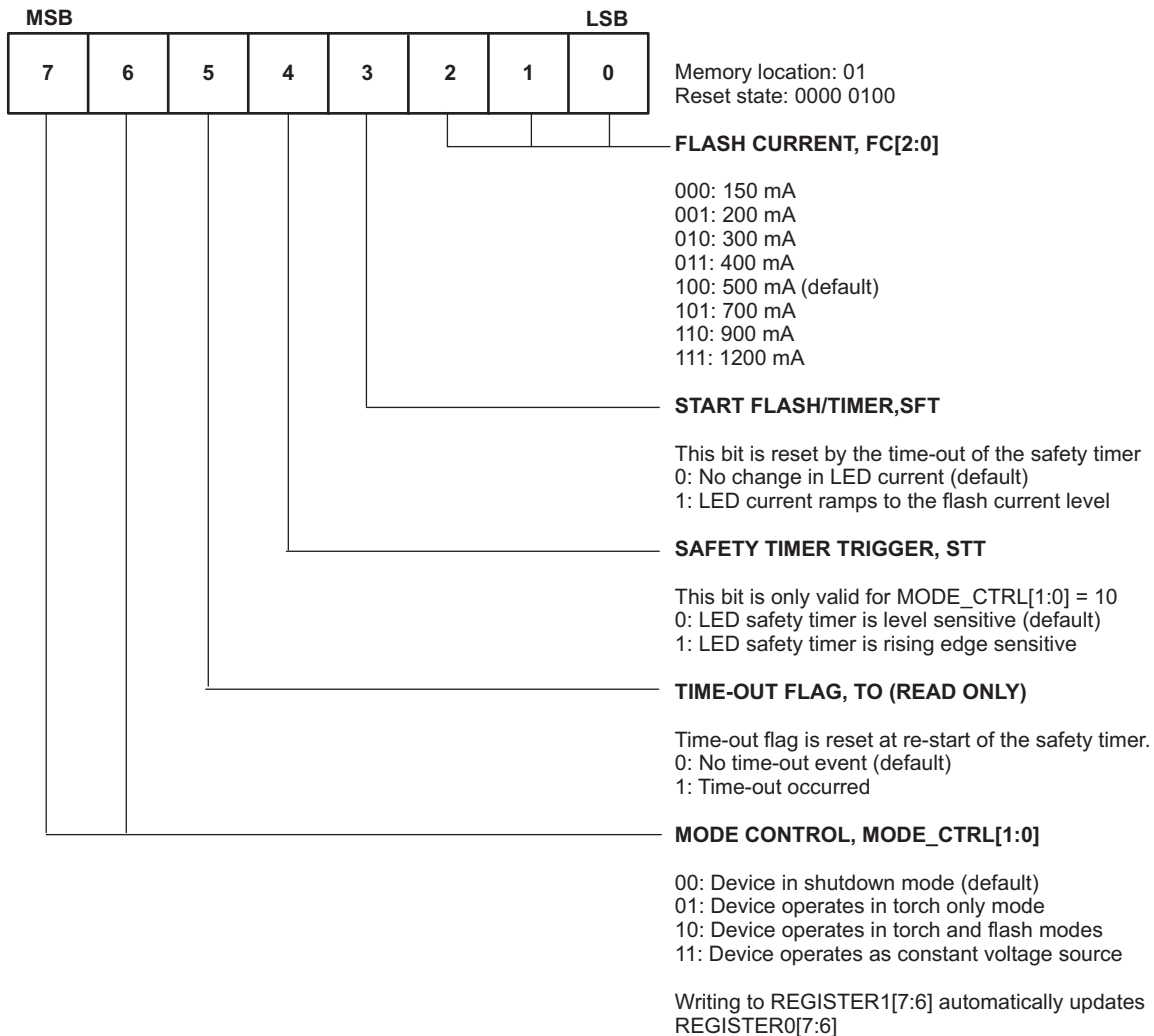 MSB LSB
7 6 5 4 3 2 1 0
Memory location: 01
Reset state: 0000 0100
FLASH CURRENT, FC[2:0]
000: 150 mA
001: 200 mA
010: 300 mA
011: 400 mA
100: 500 mA (default)
101: 700 mA
110: 900 mA
111: 1200 mA
START FLASH/TIMER,SFT
This bit is reset by the time-out of the safety timer
0: No change in LED current (default)
1: LED current ramps to the flash current level
SAFETY TIMER TRIGGER, STT
This bit is only valid for MODE_CTRL[1:0] = 10
0: LED safety timer is level sensitive (default)
1: LED safety timer is rising edge sensitive
TIME-OUT FLAG, TO (READ ONLY)
Time-out flag is reset at re-start of the safety timer.
0: No time-out event (default)
1: Time-out occurred
MODE CONTROL, MODE_CTRL[1:0]
00: Device in shutdown mode (default)
01: Device operates in torch only mode
10: Device operates in torch and flash modes
11: Device operates as constant voltage source
Writing to REGISTER1[7:6] automatically updates
REGISTER0[7:6]